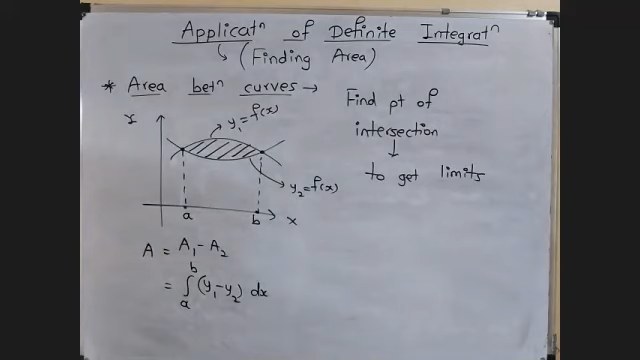 Applicatⁿ of Definite Integratⁿ
↳ (Finding Area)
* Area betⁿ curves →
Y
y₁ = f(x)
y₂ = f(x)
a
b
X
A = A₁ - A₂
= ∫ₐᵇ (y₁ - y₂) dx
Find pt of
intersection
↓
to get limits